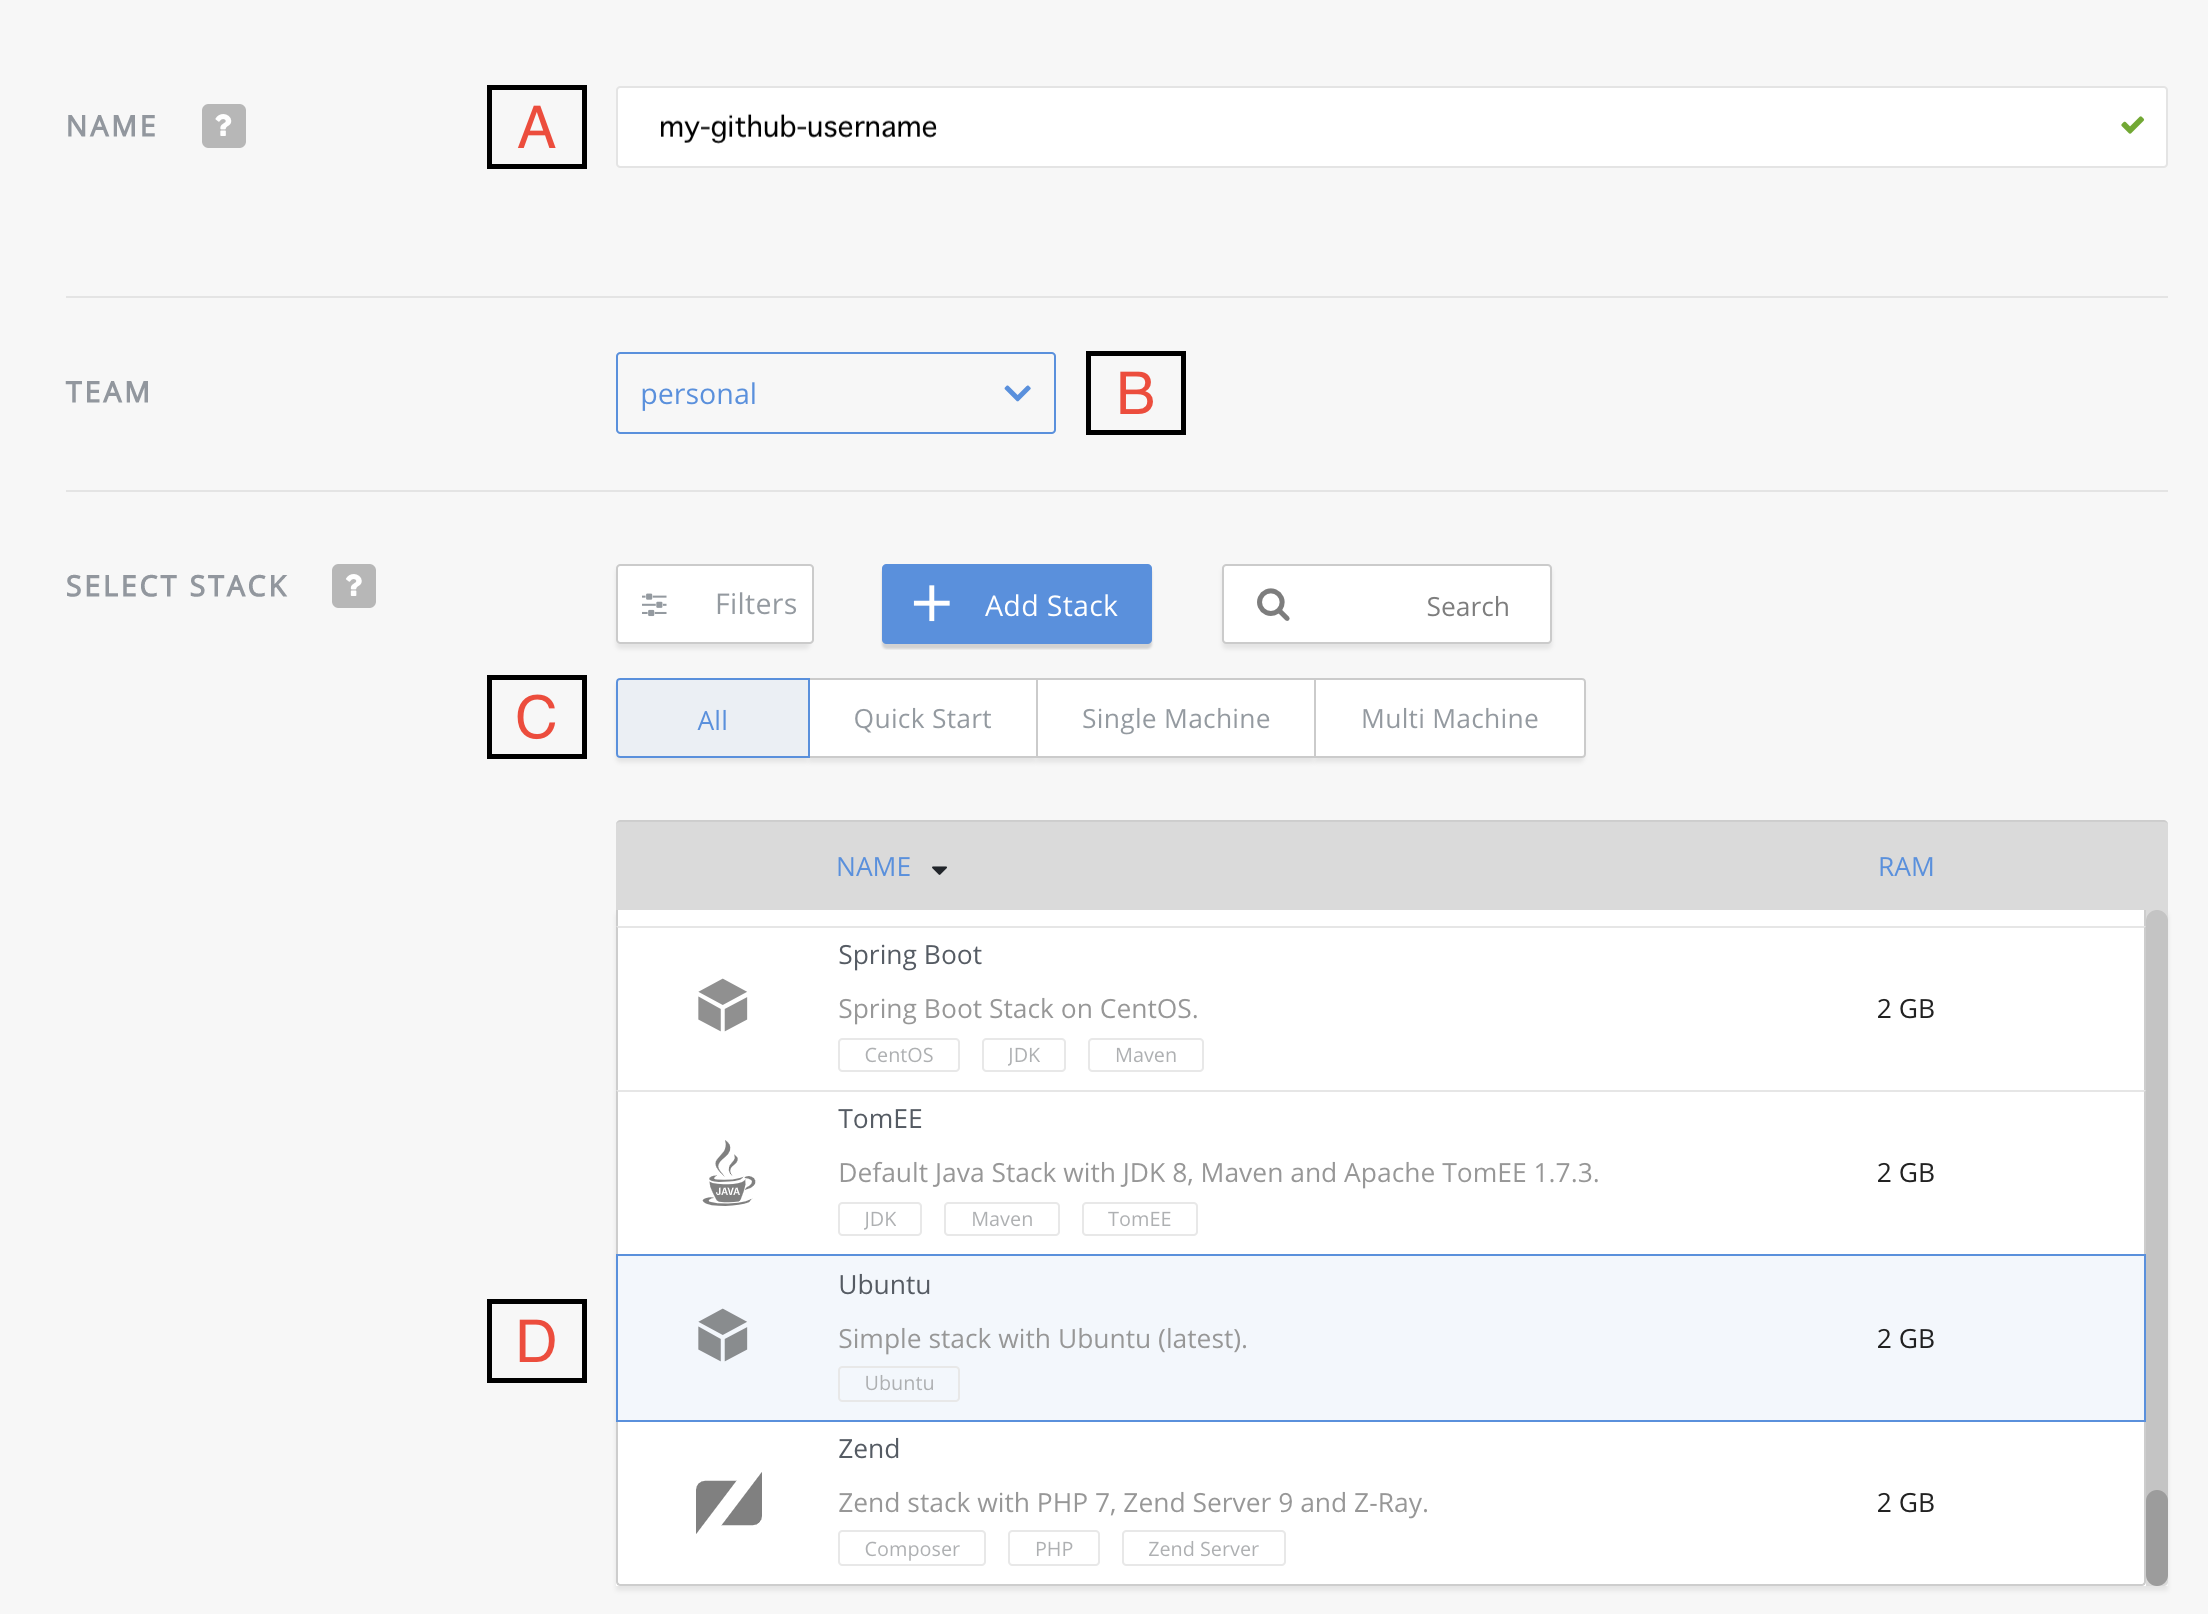 NAME ? A my-github-username
TEAM personal B
SELECT STACK ? Filters Add Stack Search
C All Quick Start Single Machine Multi Machine
NAME RAM
Spring Boot
Spring Boot Stack on CentOS. 2 GB
CentOS JDK Maven
TomEE
JAVA
Default Java Stack with JDK 8, Maven and Apache TomEE 1.7.3. 2 GB
JDK Maven TomEE
Ubuntu
D Simple stack with Ubuntu (latest). 2 GB
Ubuntu
Zend
Zend stack with PHP 7, Zend Server 9 and Z-Ray. 2 GB
Composer PHP Zend Server